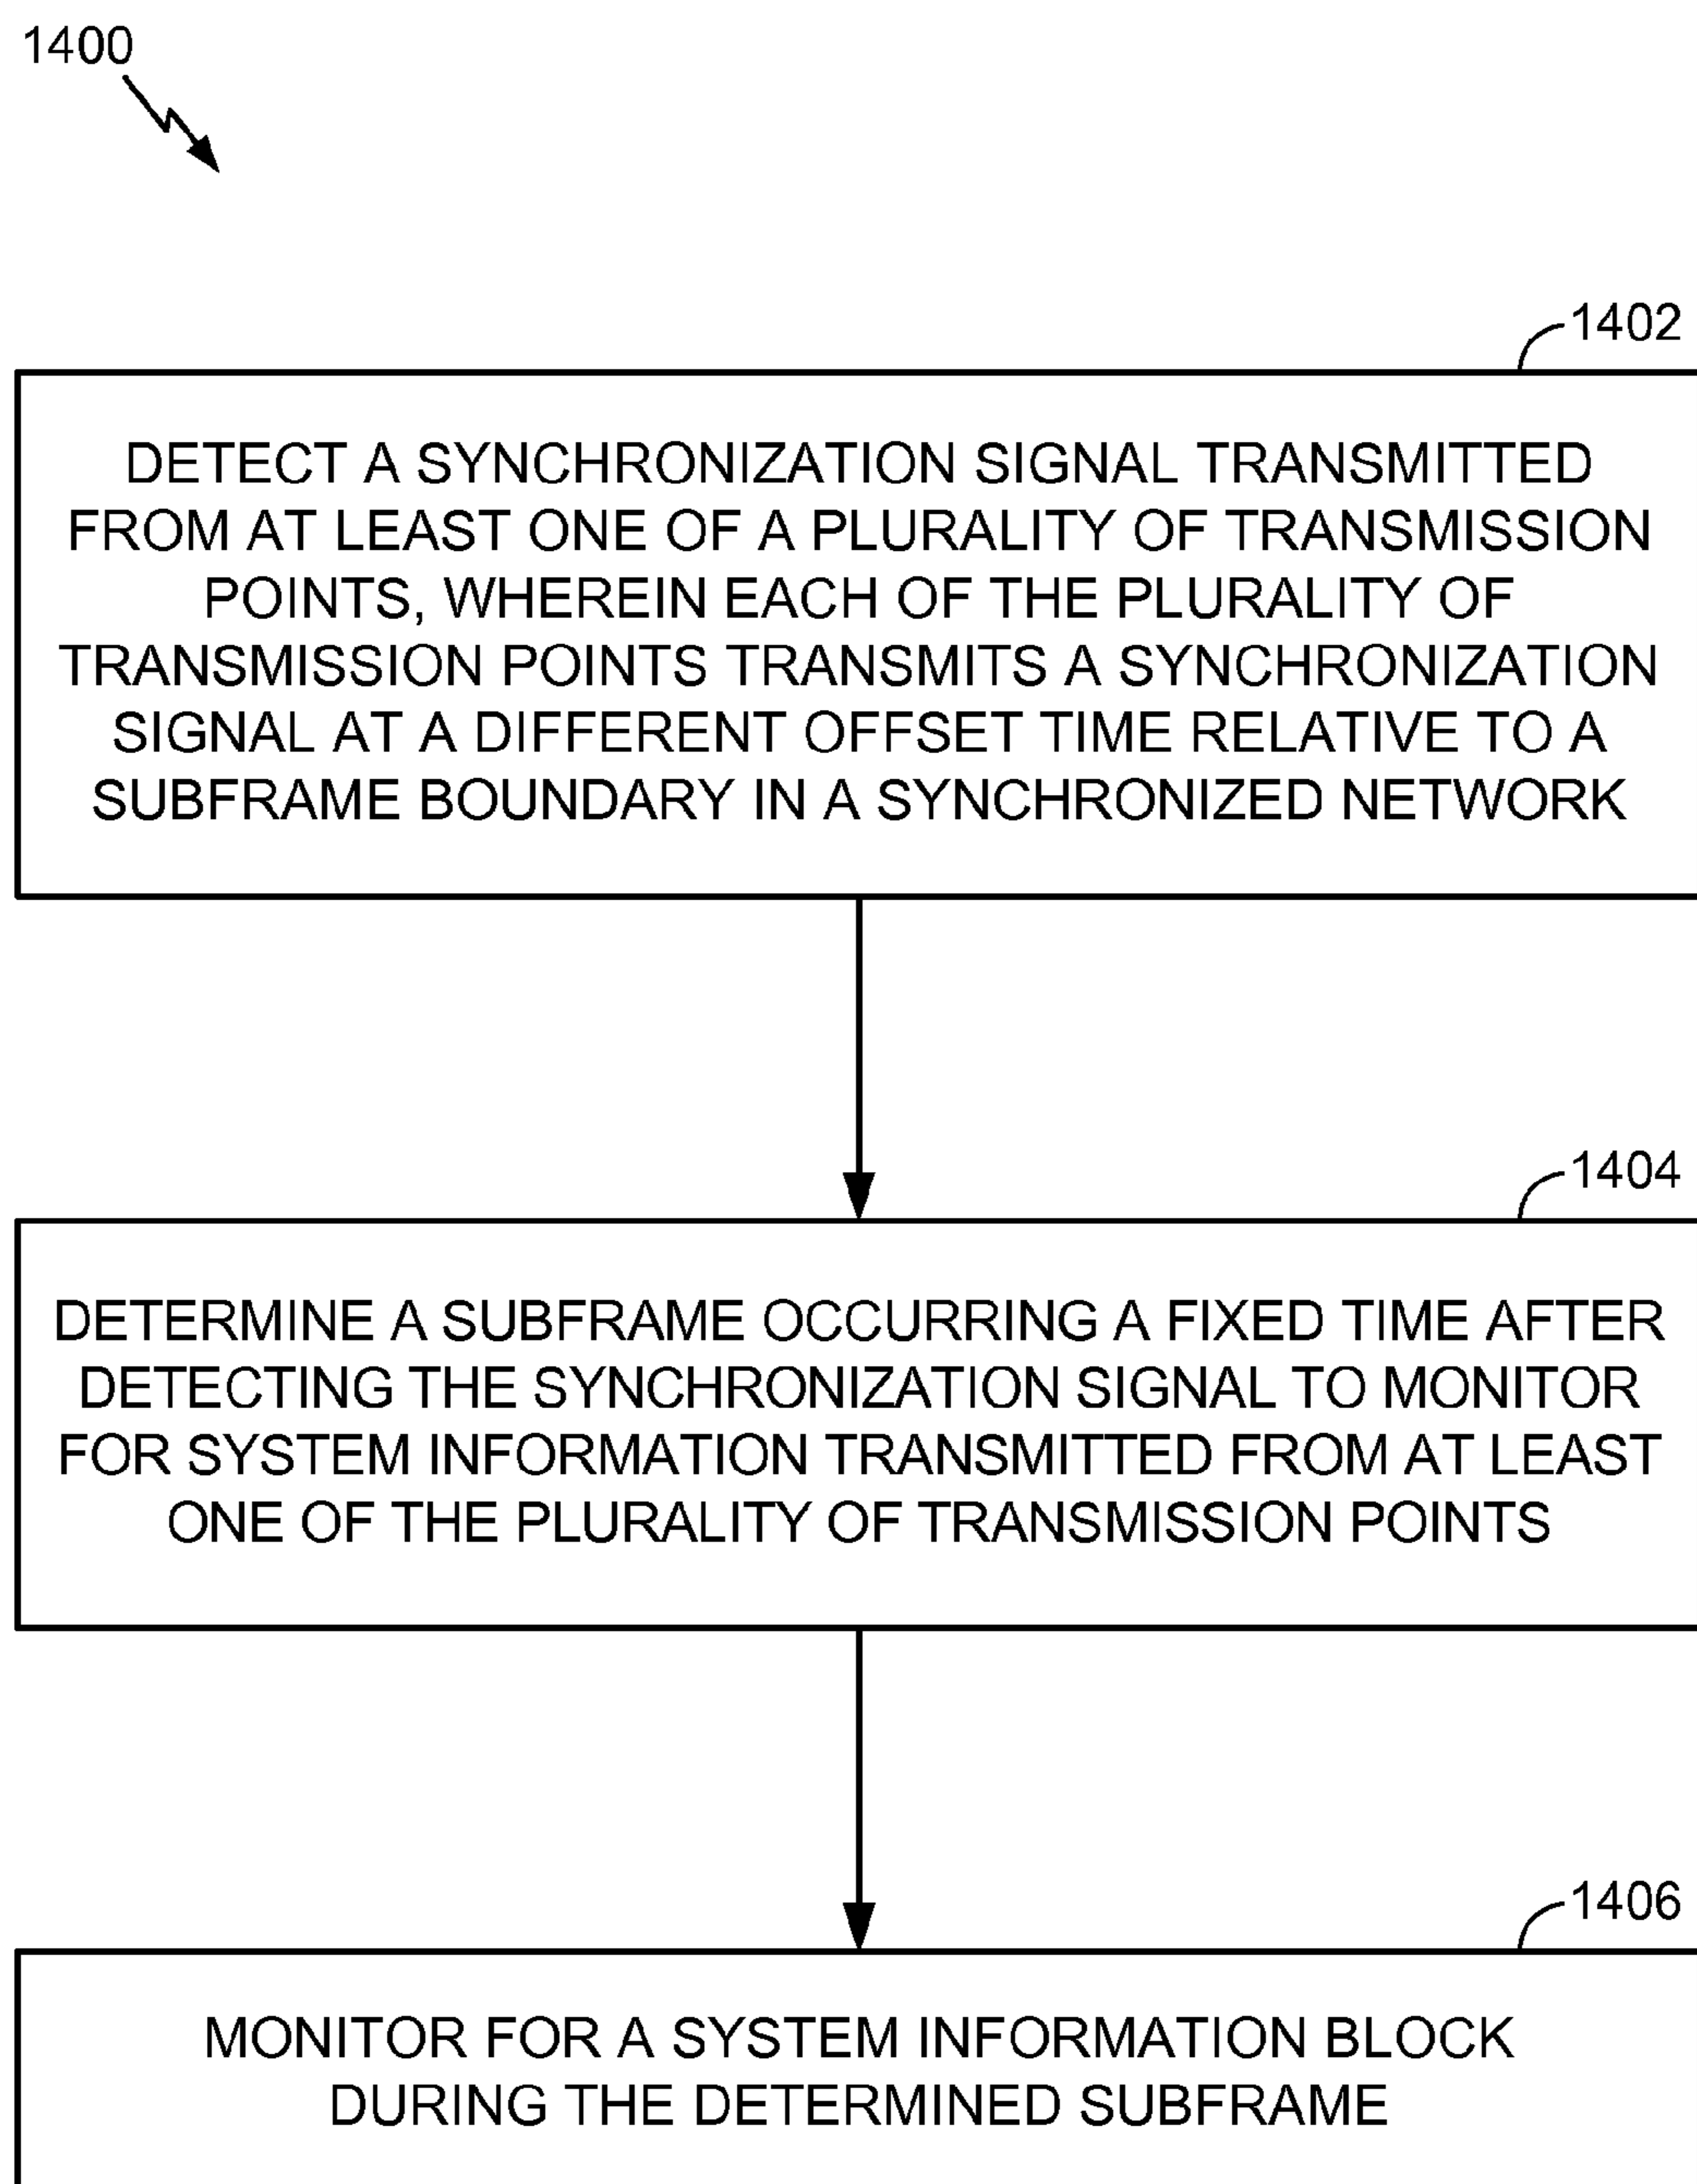 1400
1402
DETECT A SYNCHRONIZATION SIGNAL TRANSMITTED
FROM AT LEAST ONE OF A PLURALITY OF TRANSMISSION
POINTS, WHEREIN EACH OF THE PLURALITY OF
TRANSMISSION POINTS TRANSMITS A SYNCHRONIZATION
SIGNAL AT A DIFFERENT OFFSET TIME RELATIVE TO A
SUBFRAME BOUNDARY IN A SYNCHRONIZED NETWORK
1404
DETERMINE A SUBFRAME OCCURRING A FIXED TIME AFTER
DETECTING THE SYNCHRONIZATION SIGNAL TO MONITOR
FOR SYSTEM INFORMATION TRANSMITTED FROM AT LEAST
ONE OF THE PLURALITY OF TRANSMISSION POINTS
1406
MONITOR FOR A SYSTEM INFORMATION BLOCK
DURING THE DETERMINED SUBFRAME